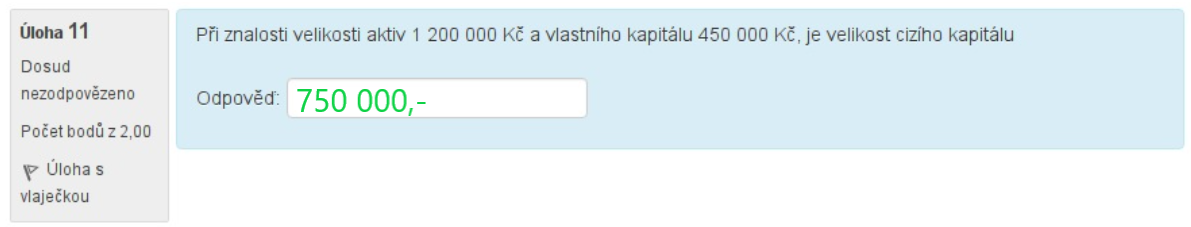 Úloha 11
Dosud
nezodpovězeno
Počet bodů z 2,00
Úloha s
vlaječkou
Při znalosti velikosti aktiv 1 200 000 Kč a vlastního kapitálu 450 000 Kč, je velikost cizího kapitálu
Odpověď: 750 000,-